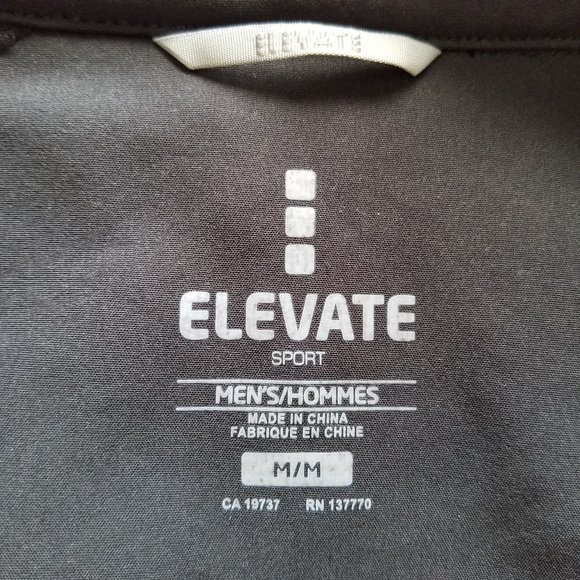 ELEVATE
ELEVATE
SPORT
MEN'S/HOMMES
MADE IN CHINA
FABRIQUE EN CHINE
M/M
CA 19737 RN 137770